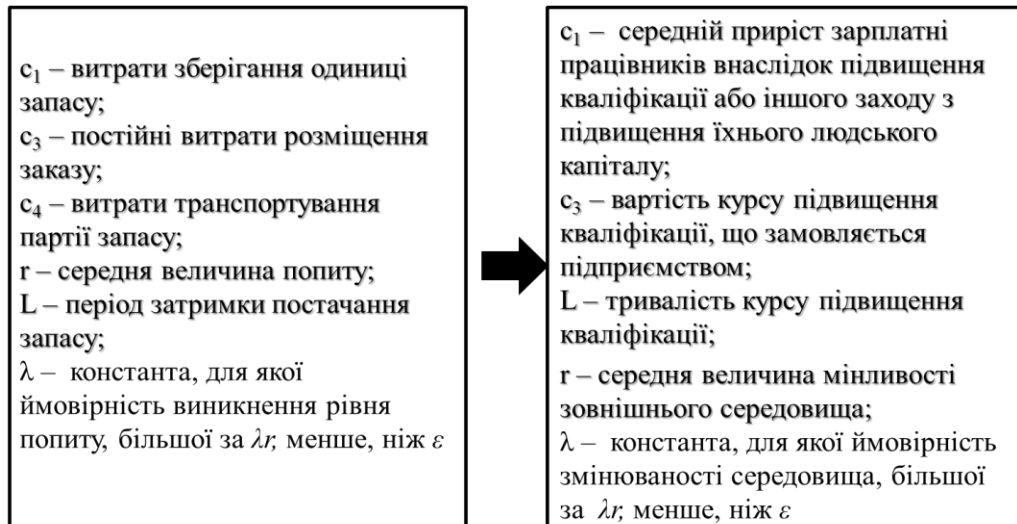 c₁ – витрати зберігання одиниці
запасу;
c₃ – постійні витрати розміщення
заказу;
c₄ – витрати транспортування
партії запасу;
r – середня величина попиту;
L – період затримки постачання
запасу;
λ – константа, для якої
ймовірність виникнення рівня
попиту, більшої за λr, менше, ніж ε
c₁ – середній приріст зарплатні
працівників внаслідок підвищення
кваліфікації або іншого заходу з
підвищення їхнього людського
капіталу;
c₃ – вартість курсу підвищення
кваліфікації, що замовляється
підприємством;
L – тривалість курсу підвищення
кваліфікації;
r – середня величина мінливості
зовнішнього середовища;
λ – константа, для якої ймовірність
змінюваності середовища, більшої
за λr, менше, ніж ε